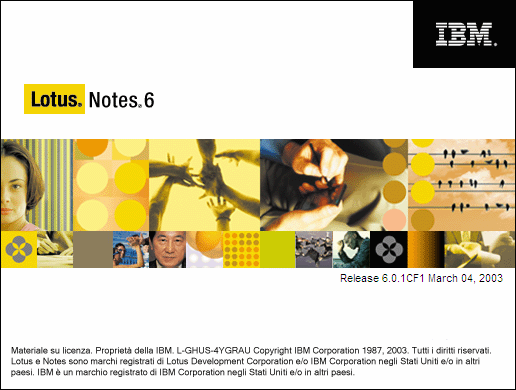 IBM.
Lotus. Notes.6
Release 6.0.1CF1 March 04, 2003
Materiale su licenza. Proprietà della IBM. L-GHUS-4YGRAU Copyright IBM Corporation 1987, 2003. Tutti i diritti riservati.
Lotus e Notes sono marchi registrati di Lotus Development Corporation e/o IBM Corporation negli Stati Uniti e/o in altri
paesi. IBM è un marchio registrato di IBM Corporation negli Stati Uniti e/o in altri paesi.